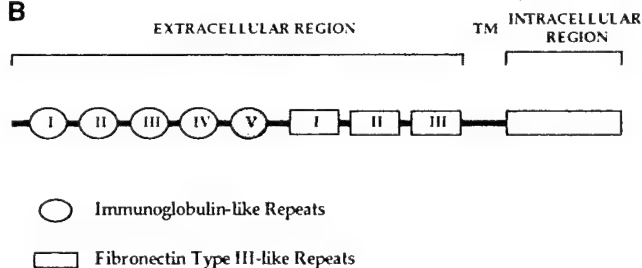 B
EXTRACELLULAR REGION TM INTRACELLULAR
REGION
I II III IV V I II III
Immunoglobulin-like Repeats
Fibronectin Type III-like Repeats